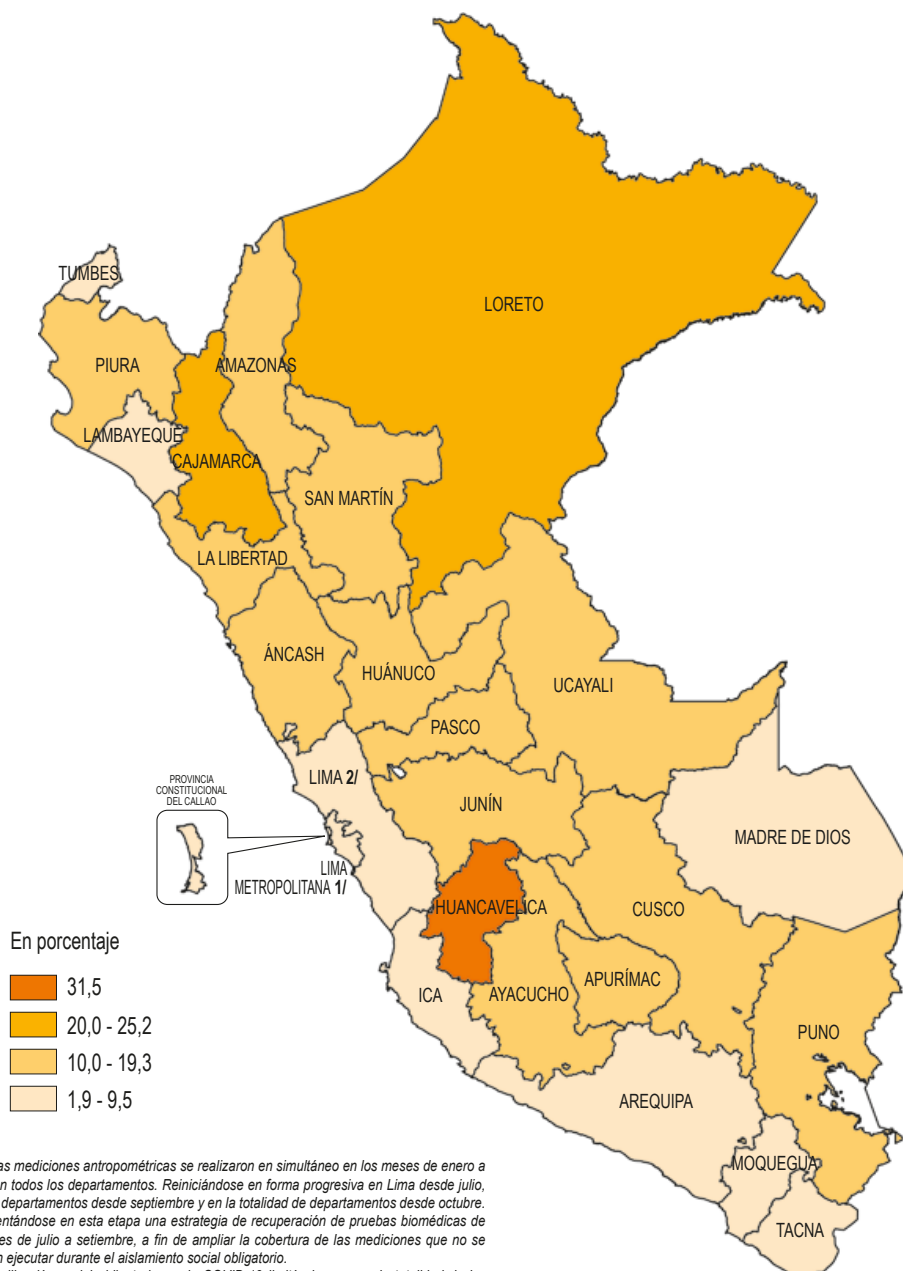 TUMBES
LORETO
PIURA
AMAZONAS
LAMBAYEQUE
CAJAMARCA
SAN MARTÍN
LA LIBERTAD
ÁNCASH
HUÁNUCO
UCAYALI
PASCO
LIMA 2/
PROVINCIA
CONSTITUCIONAL
DEL CALLAO
JUNÍN
MADRE DE DIOS
LIMA
METROPOLITANA 1/
HUANCAVELICA
CUSCO
En porcentaje
31,5
20,0 - 25,2
10,0 - 19,3
1,9 - 9,5
ICA
AYACUCHO
APURÍMAC
PUNO
AREQUIPA
MOQUEGUA
TACNA
as mediciones antropométricas se realizaron en simultáneo en los meses de enero a
n todos los departamentos. Reiniciándose en forma progresiva en Lima desde julio,
departamentos desde septiembre y en la totalidad de departamentos desde octubre.
entándose en esta etapa una estrategia de recuperación de pruebas biomédicas de
es de julio a setiembre, a fin de ampliar la cobertura de las mediciones que no se
n ejecutar durante el aislamiento social obligatorio.